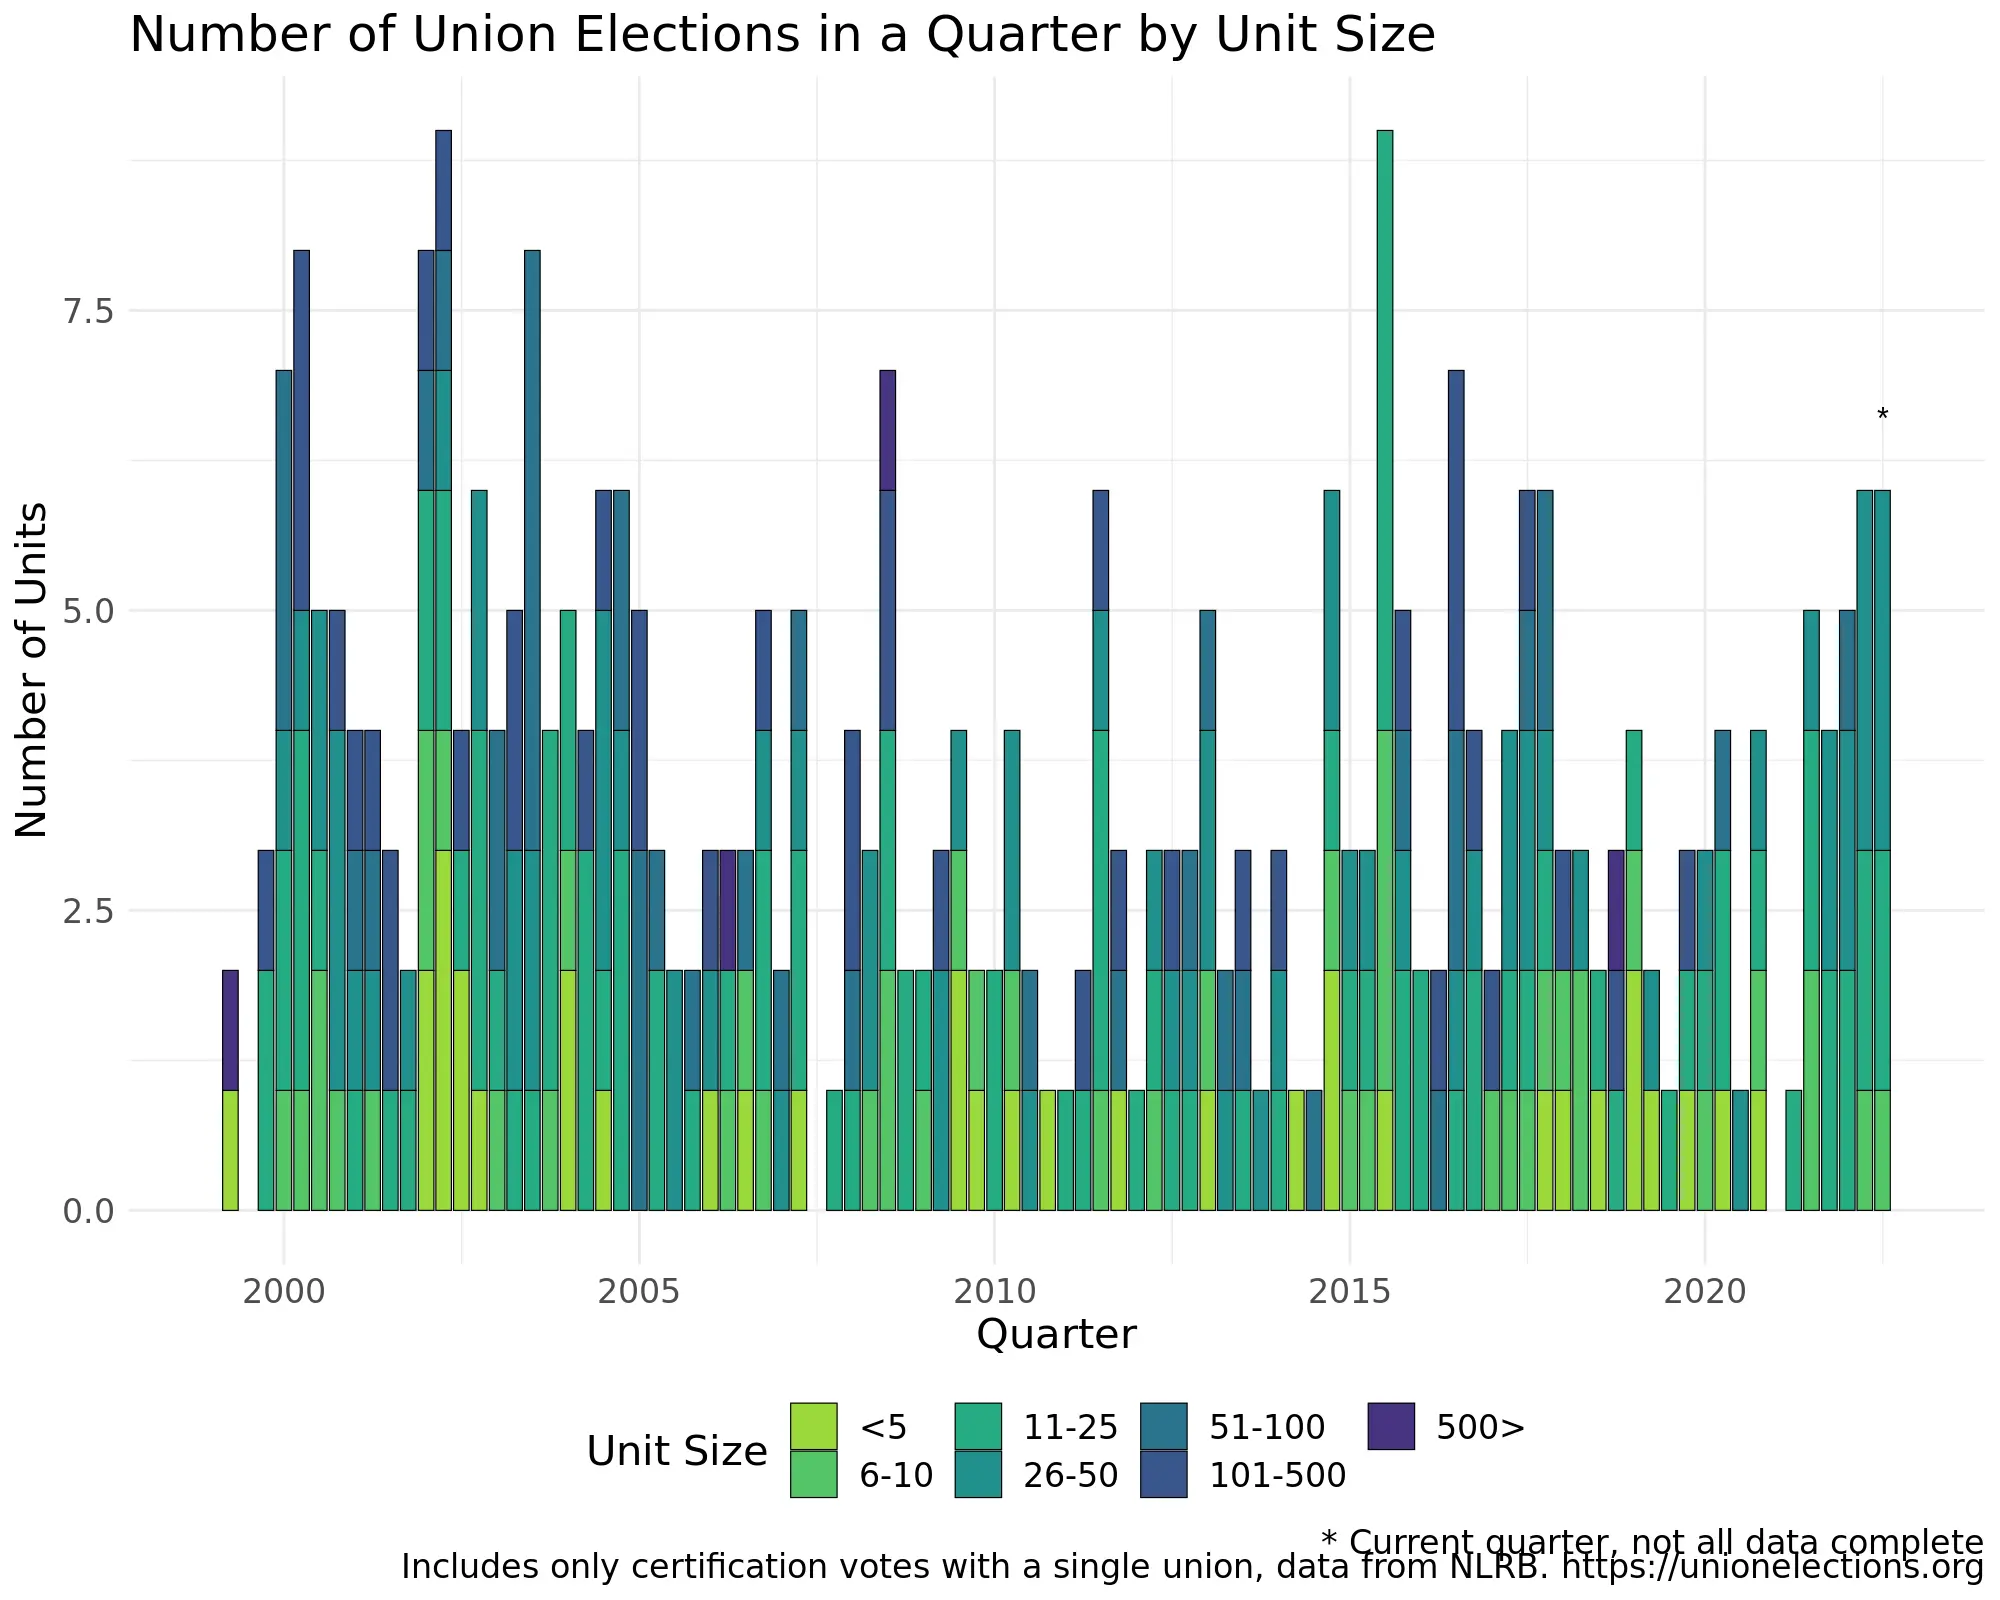 Number of Union Elections in a Quarter by Unit Size
Number of Units
7.5
5.0
2.5
0.0
*
2000 2005 2010 2015 2020
Quarter
Unit Size
<5 11-25 51-100 500>
6-10 26-50 101-500
* Current quarter, not all data complete
Includes only certification votes with a single union, data from NLRB. https://unionelections.org